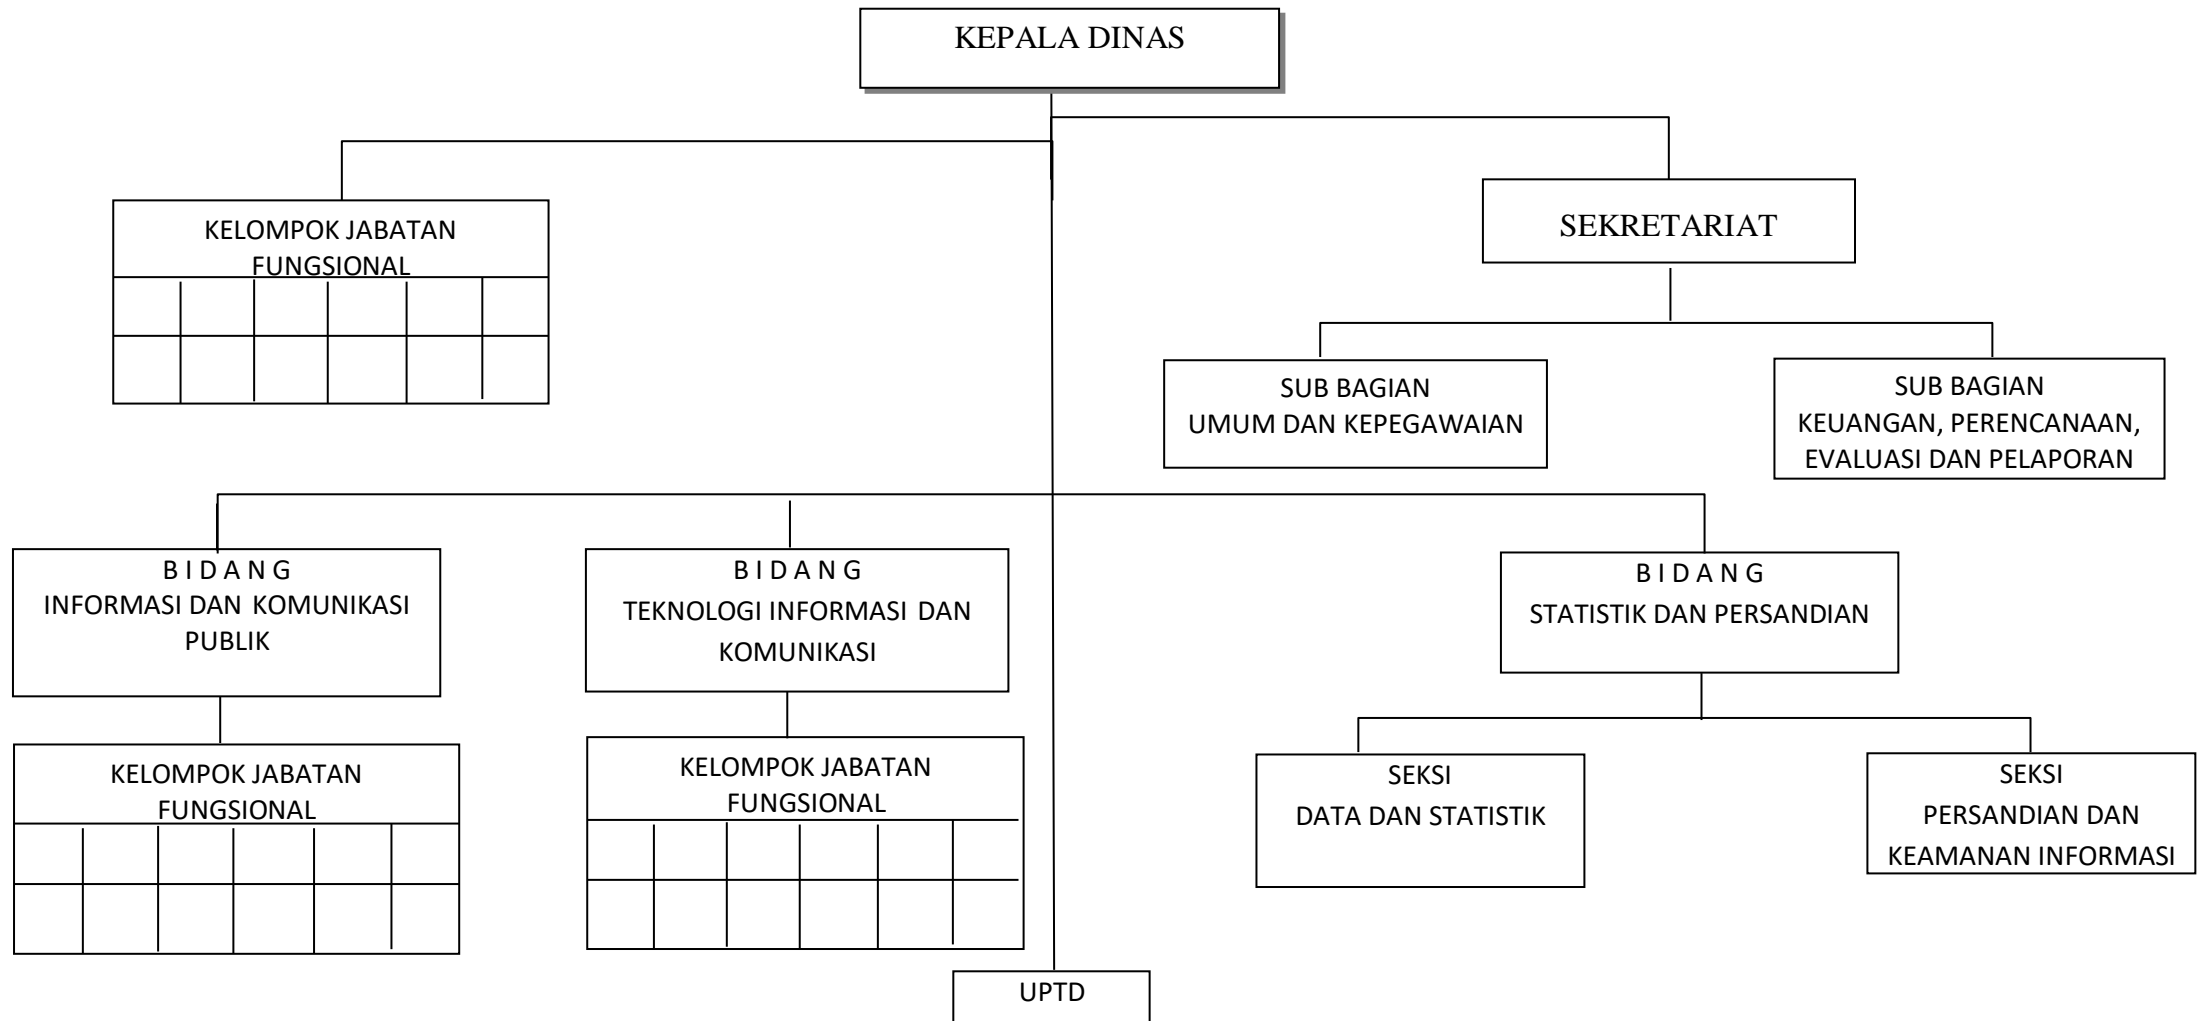 KEPALA DINAS
KELOMPOK JABATAN
FUNGSIONAL
SEKRETARIAT
SUB BAGIAN
UMUM DAN KEPEGAWAIAN
SUB BAGIAN
KEUANGAN, PERENCANAAN,
EVALUASI DAN PELAPORAN
B I D A N G
INFORMASI DAN KOMUNIKASI
PUBLIK
B I D A N G
TEKNOLOGI INFORMASI DAN
KOMUNIKASI
B I D A N G
STATISTIK DAN PERSANDIAN
KELOMPOK JABATAN
FUNGSIONAL
KELOMPOK JABATAN
FUNGSIONAL
SEKSI
DATA DAN STATISTIK
SEKSI
PERSANDIAN DAN
KEAMANAN INFORMASI
UPTD